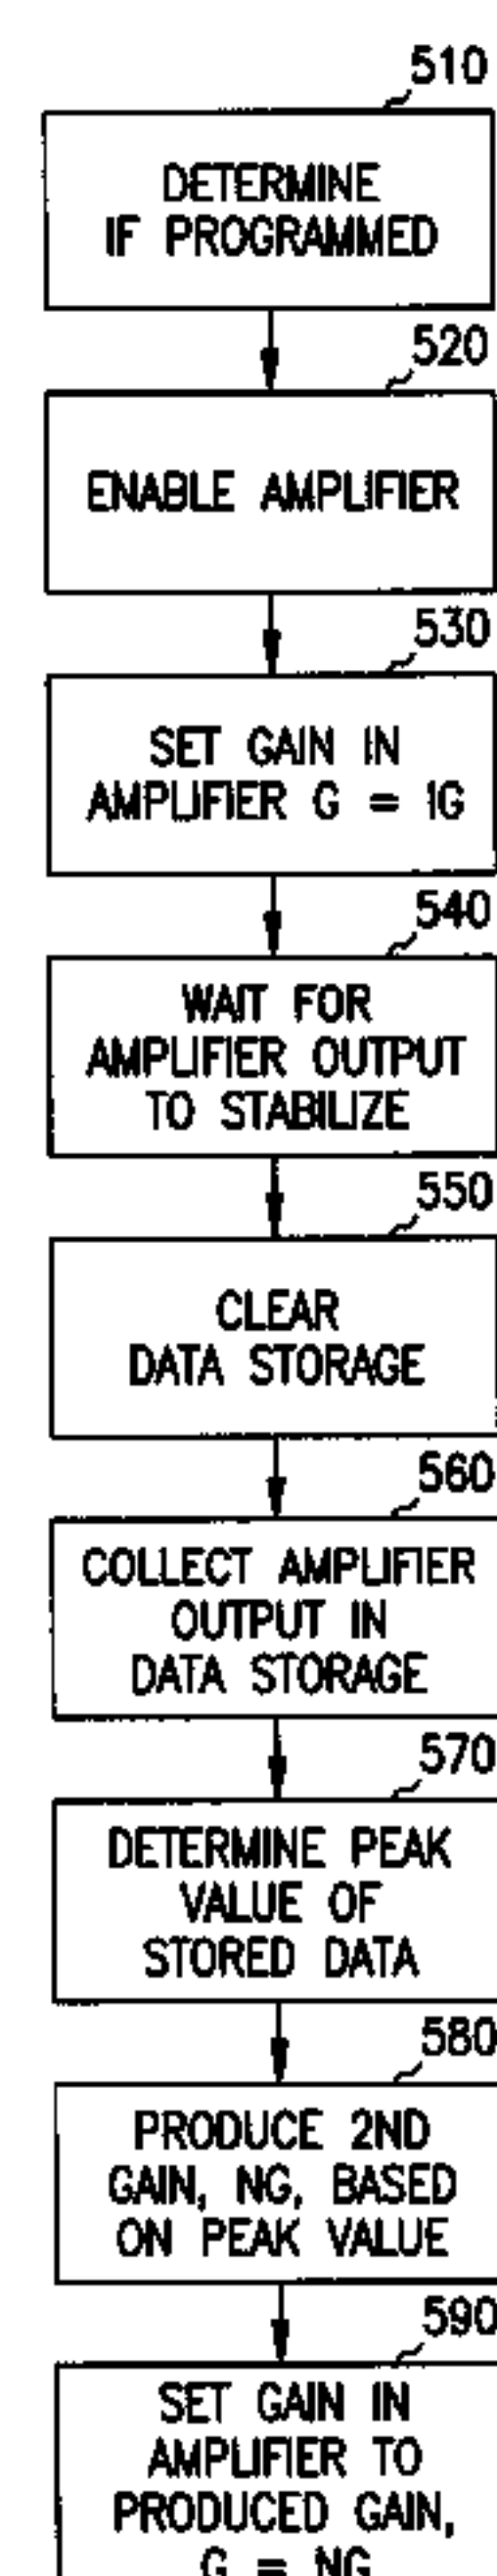 510
DETERMINE
IF PROGRAMMED
520
ENABLE AMPLIFIER
530
SET GAIN IN
AMPLIFIER G = IG
540
WAIT FOR
AMPLIFIER OUTPUT
TO STABILIZE
550
CLEAR
DATA STORAGE
560
COLLECT AMPLIFIER
OUTPUT IN
DATA STORAGE
570
DETERMINE PEAK
VALUE OF
STORED DATA
580
PRODUCE 2ND
GAIN, NG, BASED
ON PEAK VALUE
590
SET GAIN IN
AMPLIFIER TO
PRODUCED GAIN,
G = NG